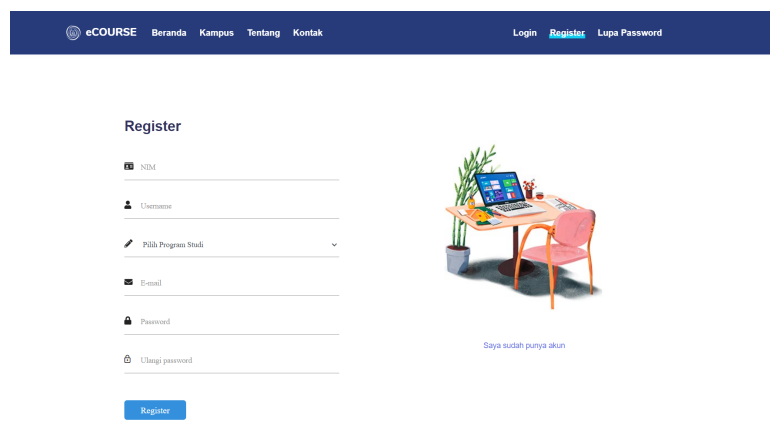 eCOURSE Beranda Kampus Tentang Kontak Login Register Lupa Password
Register
NIM
Username
Pilih Program Studi
E-mail
Password
Ulangi password
Saya sudah punya akun
Register